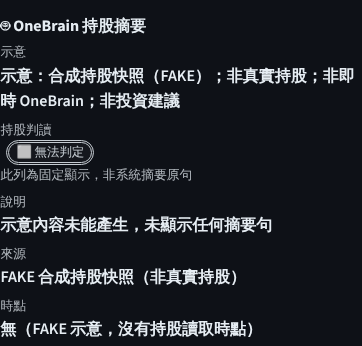 🧠 OneBrain 持股摘要
示意
示意：合成持股快照（FAKE）；非真實持股；非即
時 OneBrain；非投資建議
持股判讀
⬜ 無法判定
此列為固定顯示，非系統摘要原句
說明
示意內容未能產生，未顯示任何摘要句
來源
FAKE 合成持股快照（非真實持股）
時點
無（FAKE 示意，沒有持股讀取時點）